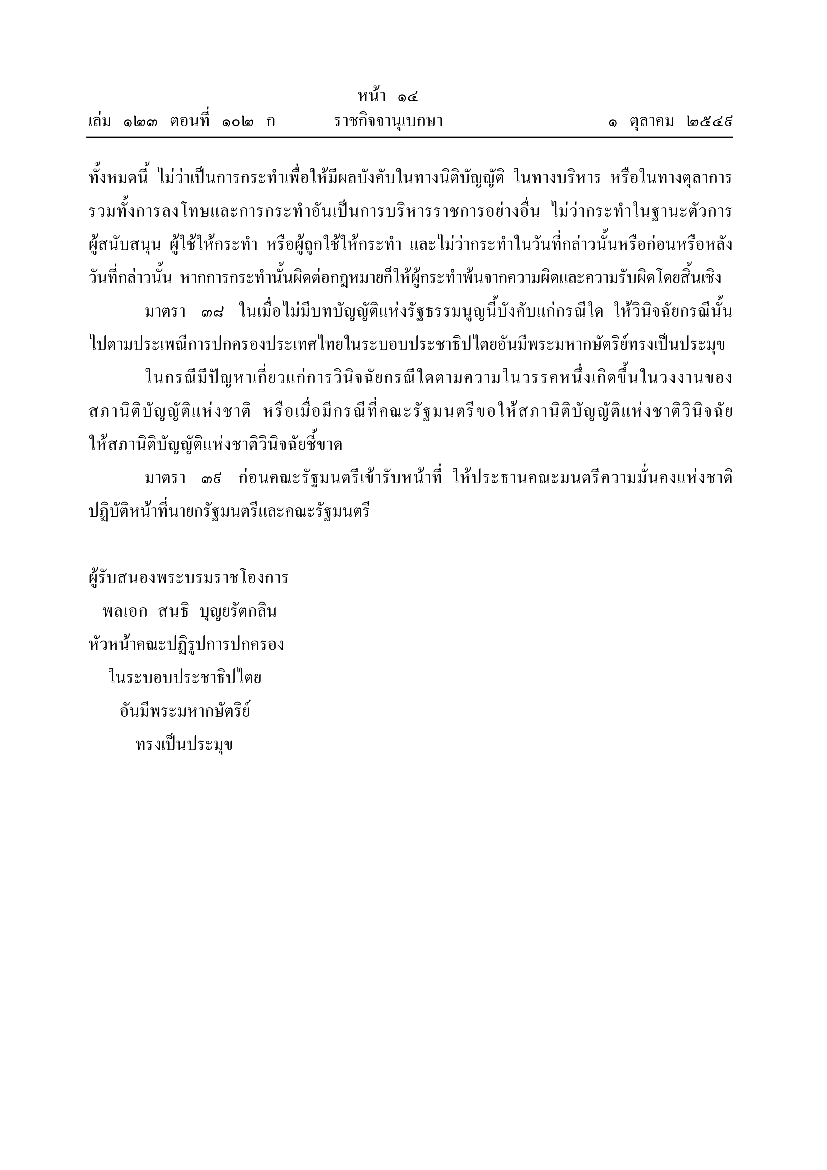 หน้า ๑๔
เล่ม ๑๒๓ ตอนที่ ๑๐๒ ก ราชกิจจานุเบกษา ๑ ตุลาคม ๒๕๔๙
ทั้งหมดนี้ ไม่ว่าเป็นการกระทำเพื่อให้มีผลบังคับในทางนิติบัญญัติ ในทางบริหาร หรือในทางตุลาการ
รวมทั้งการลงโทษและการกระทำอันเป็นการบริหารราชการอย่างอื่น ไม่ว่ากระทำในฐานะตัวการ
ผู้สนับสนุน ผู้ใช้ให้กระทำ หรือผู้ถูกใช้ให้กระทำ และไม่ว่ากระทำในวันที่กล่าวนั้นหรือก่อนหรือหลัง
วันที่กล่าวนั้น หากการกระทำนั้นผิดต่อกฎหมายก็ให้ผู้กระทำพ้นจากความผิดและความรับผิดโดยสิ้นเชิง
มาตรา ๓๘ ในเมื่อไม่มีบทบัญญัติแห่งรัฐธรรมนูญนี้บังคับแก่กรณีใด ให้วินิจฉัยกรณีนั้น
ไปตามประเพณีการปกครองประเทศไทยในระบอบประชาธิปไตยอันมีพระมหากษัตริย์ทรงเป็นประมุข
ในกรณีมีปัญหาเกี่ยวแก่การวินิจฉัยกรณีใดตามความในวรรคหนึ่งเกิดขึ้นในวงงานของ
สภานิติบัญญัติแห่งชาติ หรือเมื่อมีกรณีที่คณะรัฐมนตรีขอให้สภานิติบัญญัติแห่งชาติวินิจฉัย
ให้สภานิติบัญญัติแห่งชาติวินิจฉัยชี้ขาด
มาตรา ๓๙ ก่อนคณะรัฐมนตรีเข้ารับหน้าที่ ให้ประธานคณะมนตรีความมั่นคงแห่งชาติ
ปฏิบัติหน้าที่นายกรัฐมนตรีและคณะรัฐมนตรี
ผู้รับสนองพระบรมราชโองการ
พลเอก สนธิ บุญยรัตกลิน
หัวหน้าคณะปฏิรูปการปกครอง
ในระบอบประชาธิปไตย
อันมีพระมหากษัตริย์
ทรงเป็นประมุข